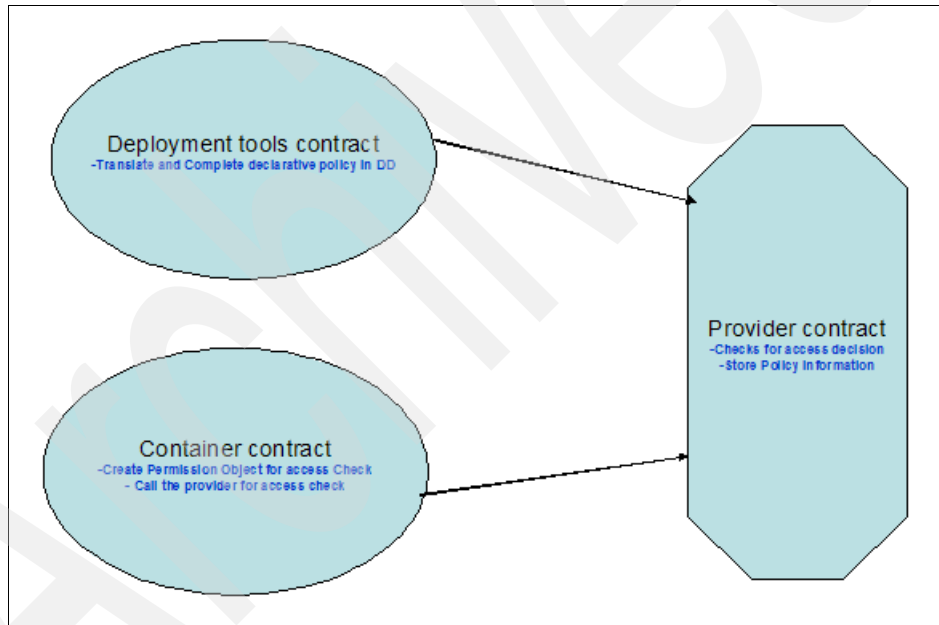 Deployment tools contract
-Translate and Complete declarative policy in DD
Provider contract
-Checks for access decision
-Store Policy Information
Container contract
-Create Permission Object for access Check
- Call the provider for access check